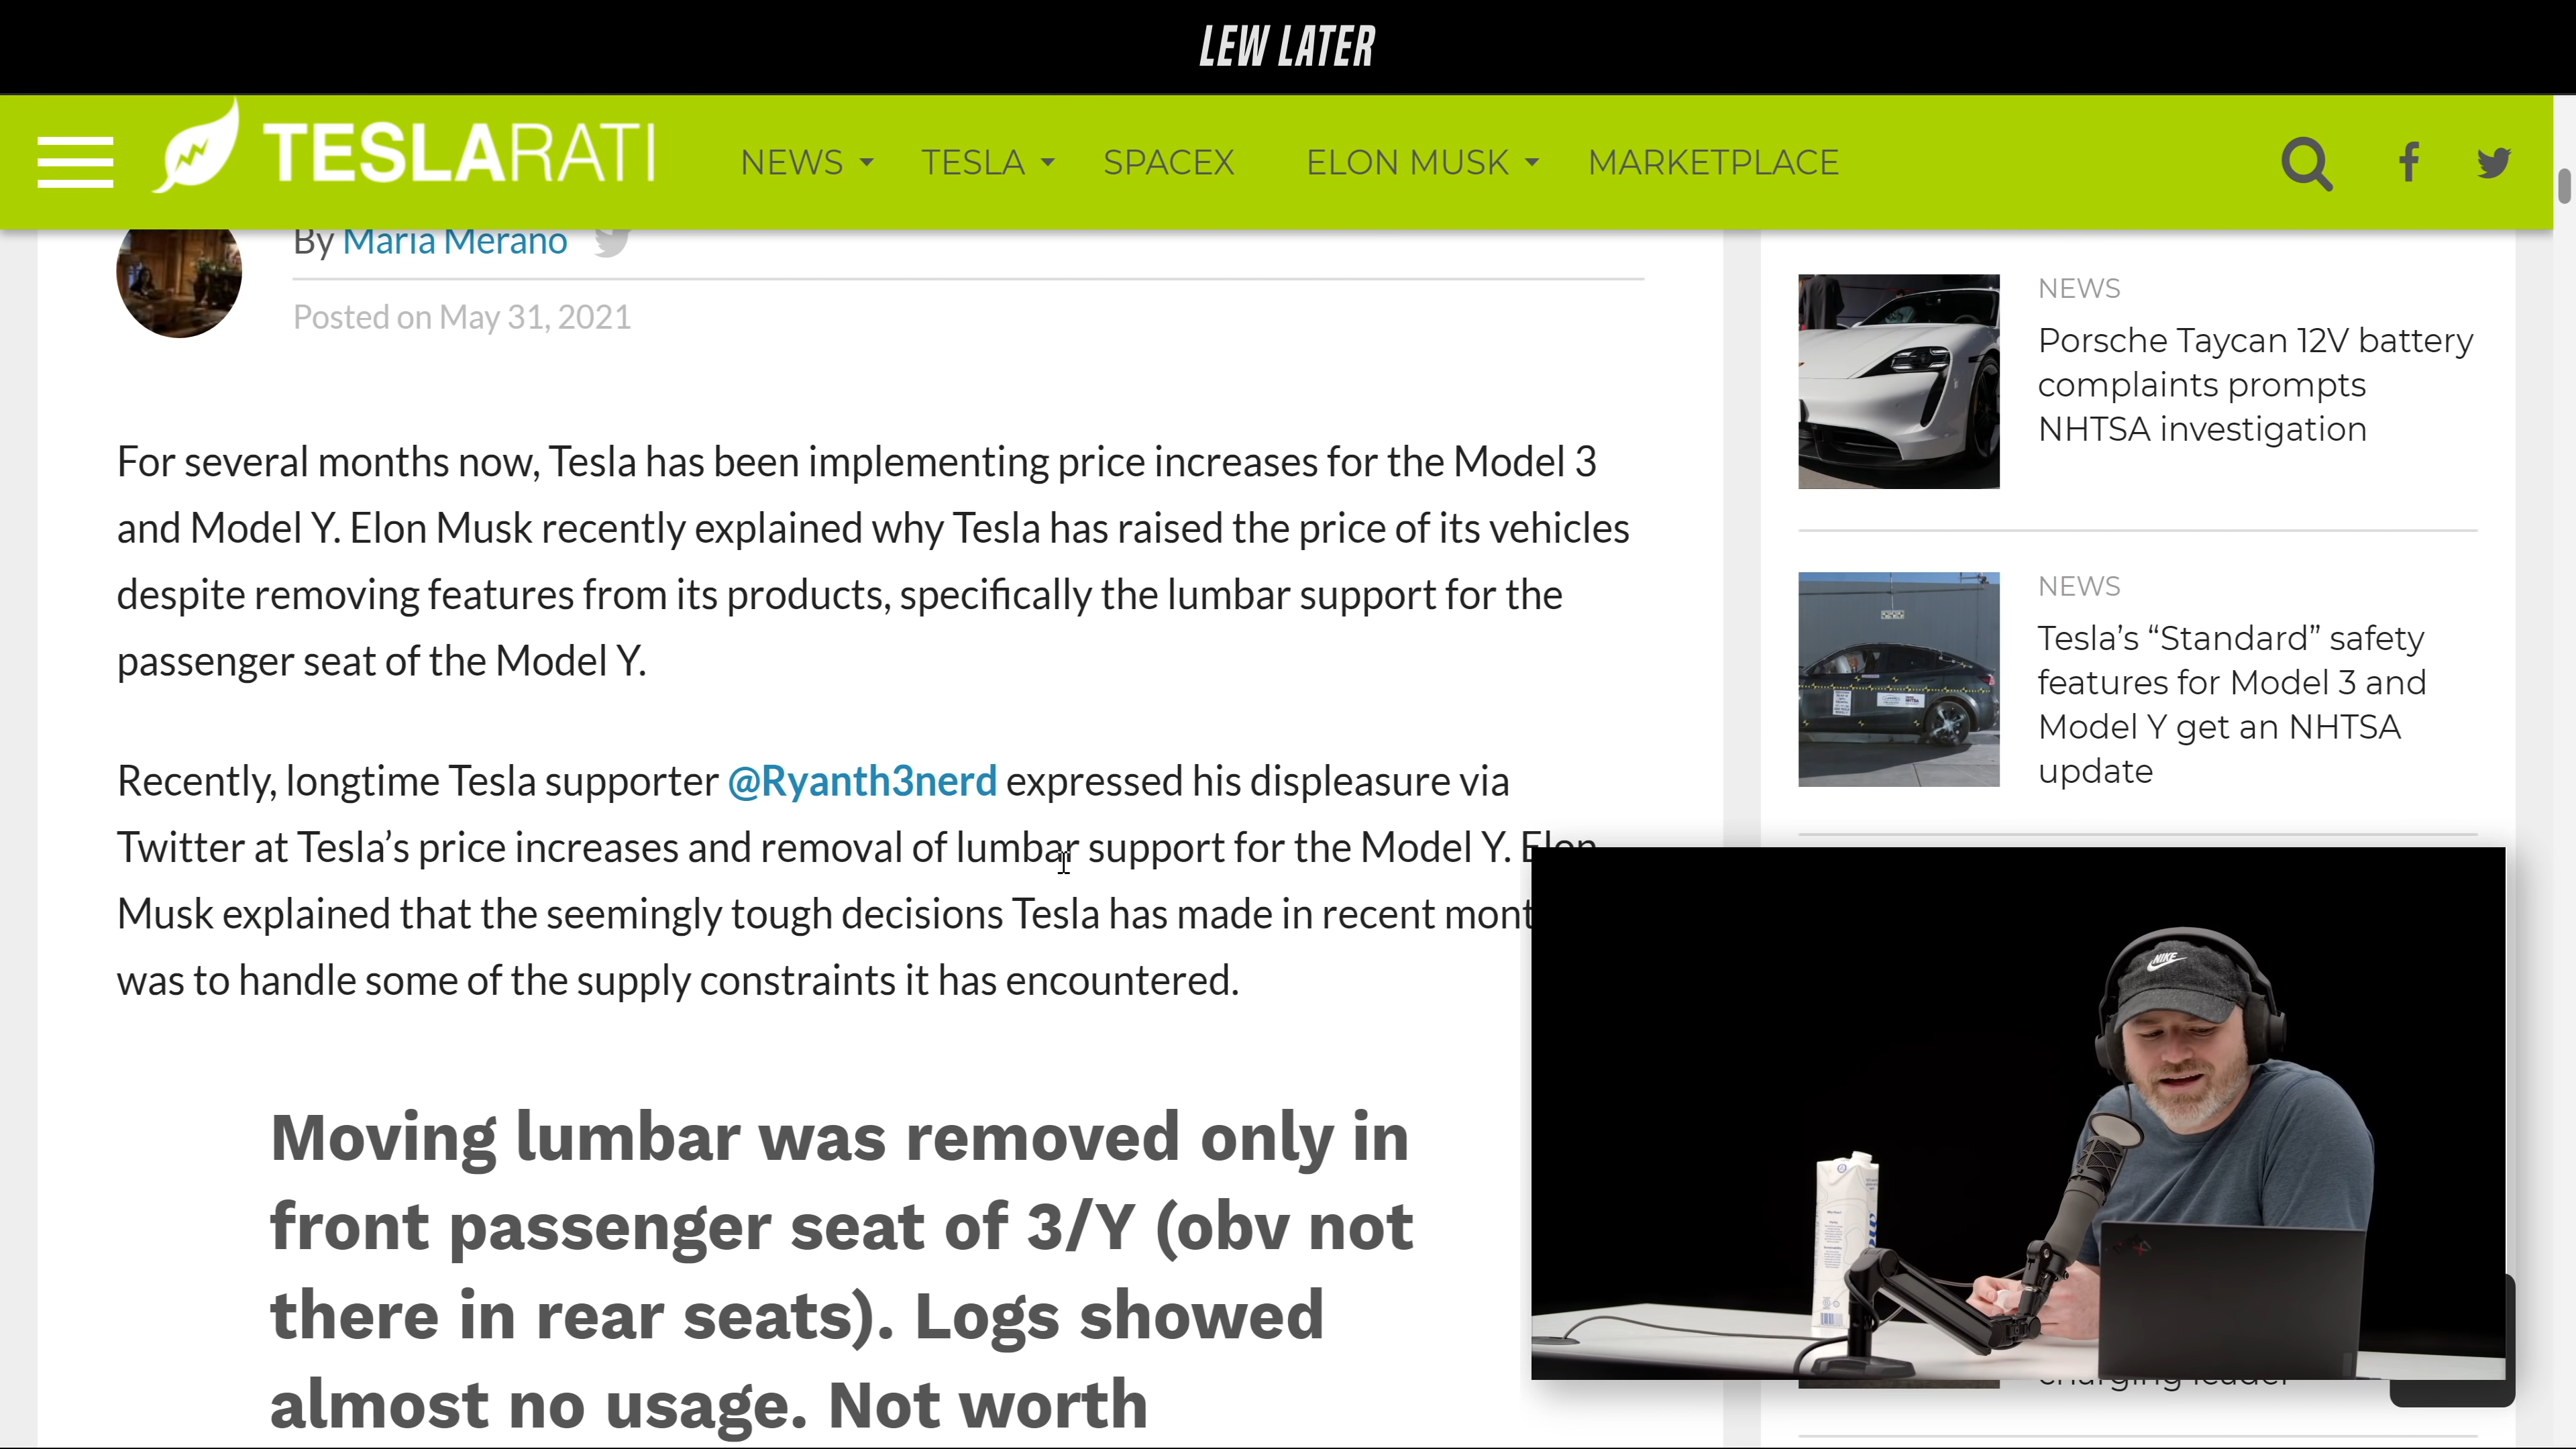 LEW LATER
TESLARATI
NEWS
TESLA
SPACEX
ELON MUSK
MARKETPLACE
By Maria Merano
Posted on May 31, 2021
For several months now, Tesla has been implementing price increases for the Model 3
and Model Y. Elon Musk recently explained why Tesla has raised the price of its vehicles
despite removing features from its products, specifically the lumbar support for the
passenger seat of the Model Y.
Recently, longtime Tesla supporter @Ryanth3nerd expressed his displeasure via
Twitter at Tesla’s price increases and removal of lumbar support for the Model Y. Elon
Musk explained that the seemingly tough decisions Tesla has made in recent mont
was to handle some of the supply constraints it has encountered.
Moving lumbar was removed only in
front passenger seat of 3/Y (obv not
there in rear seats). Logs showed
almost no usage. Not worth
NEWS
Porsche Taycan 12V battery
complaints prompts
NHTSA investigation
NEWS
Tesla’s “Standard” safety
features for Model 3 and
Model Y get an NHTSA
update
charging leader
NIKE